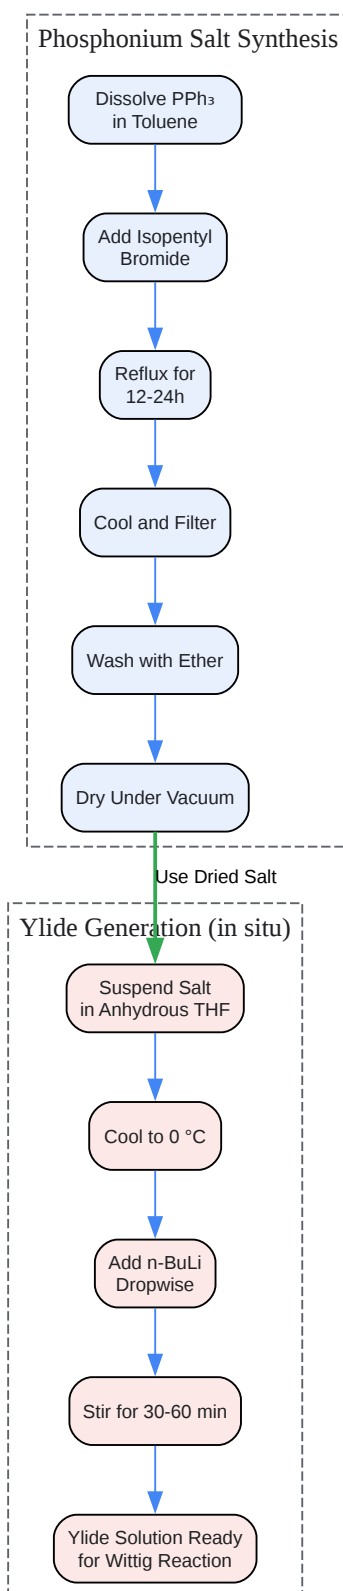 Phosphonium Salt Synthesis
Dissolve PPh₃
in Toluene
Add Isopentyl
Bromide
Reflux for
12-24h
Cool and Filter
Wash with Ether
Dry Under Vacuum
Use Dried Salt
Ylide Generation (in situ)
Suspend Salt
in Anhydrous THF
Cool to 0 °C
Add n-BuLi
Dropwise
Stir for 30-60 min
Ylide Solution Ready
for Wittig Reaction